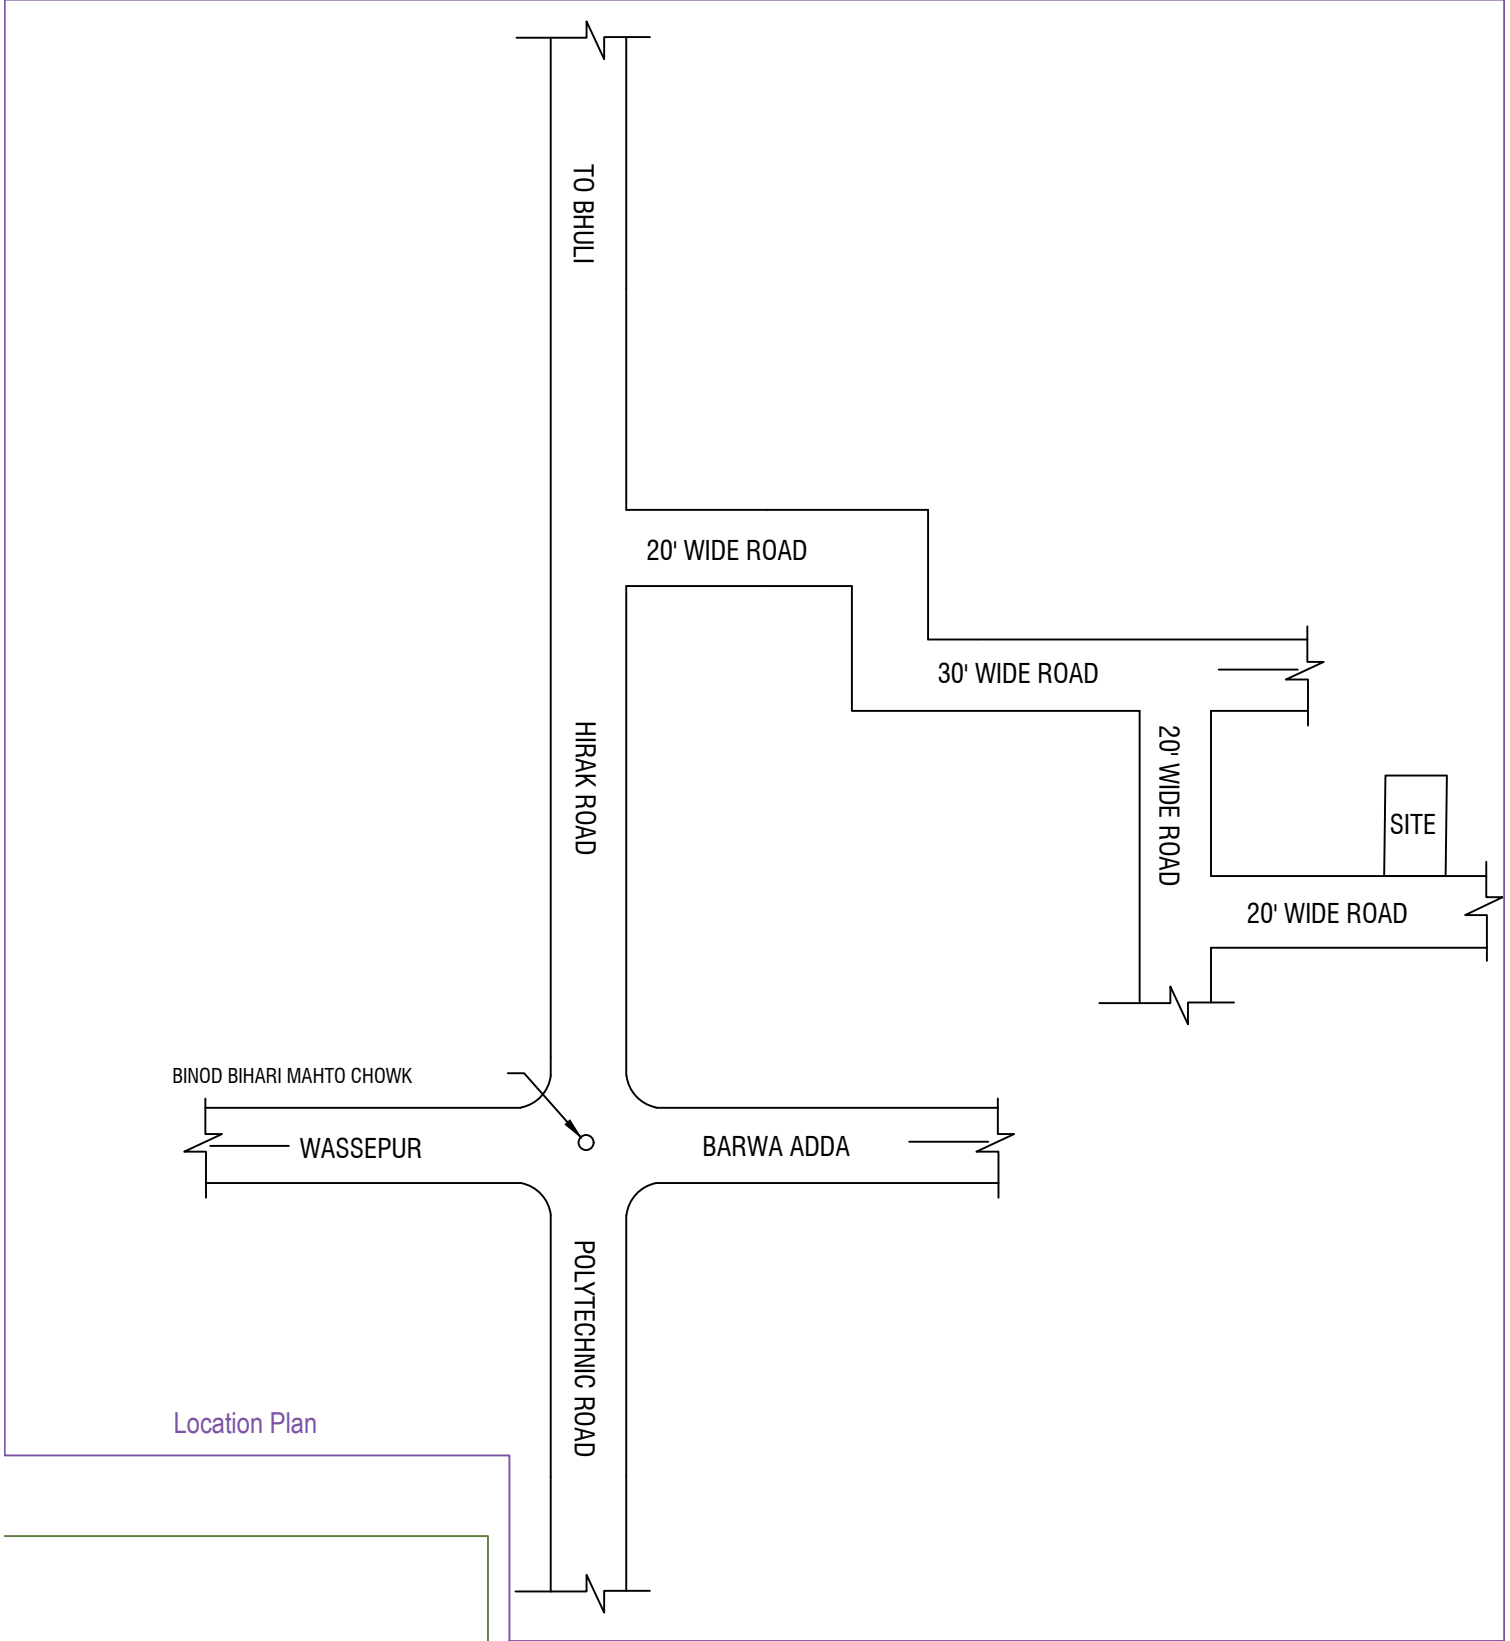 TO BHULI
20' WIDE ROAD
30' WIDE ROAD
HIRAK ROAD
20' WIDE ROAD
SITE
20' WIDE ROAD
BINOD BIHARI MAHTO CHOWK
WASSEPUR
BARWA ADDA
POLYTECHNIC ROAD
Location Plan